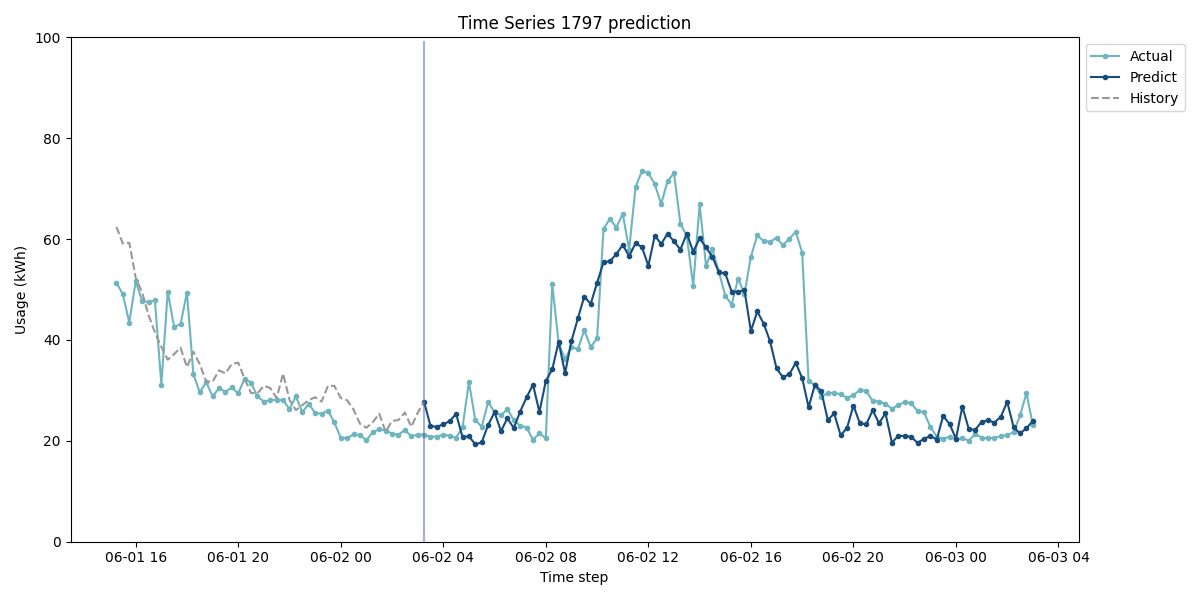 Time Series 1797 prediction
100
80
60
40
20
0
Usage (kWh)
06-01 16
06-01 20
06-02 00
06-02 04
06-02 08
06-02 12
06-02 16
06-02 20
06-03 00
06-03 04
Time step
Actual
Predict
History